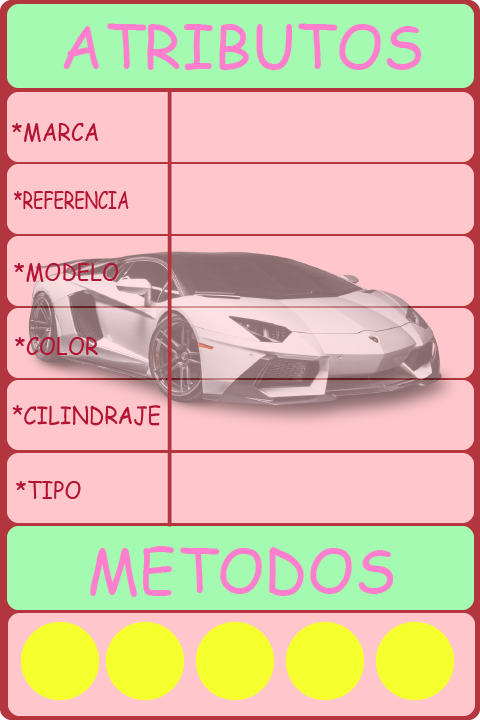 ATRIBUTOS
*MARCA
*REFERENCIA
*MODELO
*COLOR
*CILINDRAJE
*TIPO
METODOS